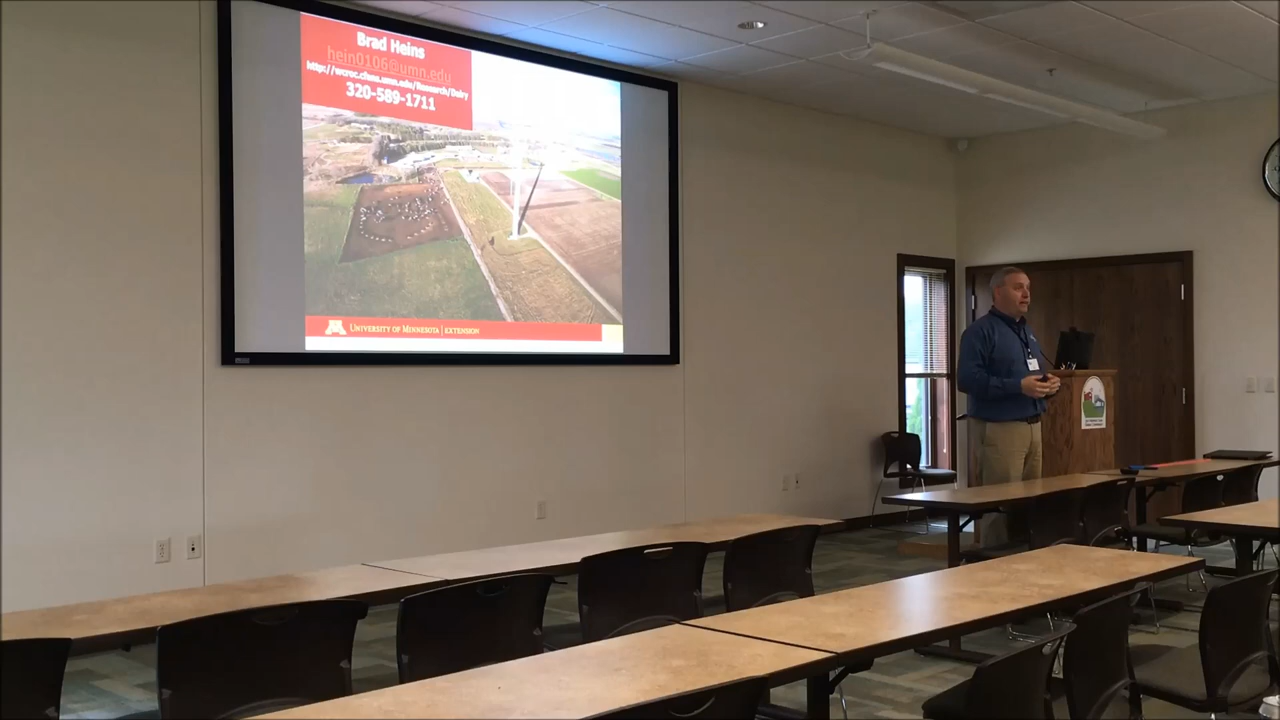 Brad Heins
hein0106@umn.edu
http://wcroc.cfans.umn.edu/Research/Dairy
320-589-1711
M
UNIVERSITY OF MINNESOTA | EXTENSION